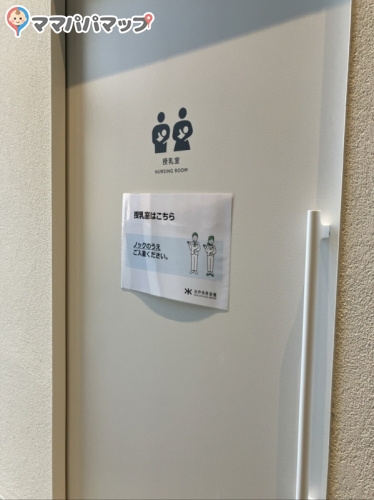 ママパパマップ
授乳室
NURSING ROOM
授乳室はこちら
ノックのうえ
ご入室ください。